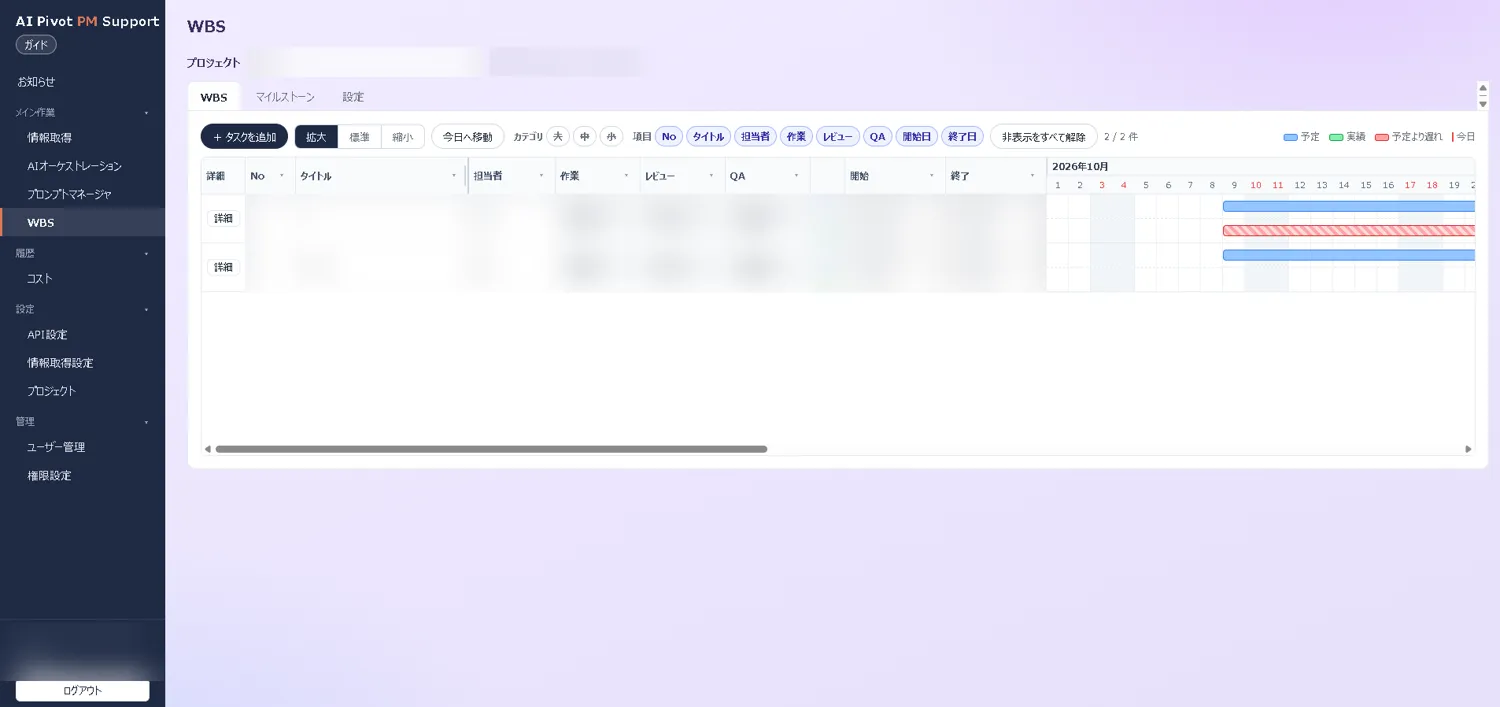 AI Pivot PM Support
ガイド
お知らせ
メイン作業
情報取得
AIオーケストレーション
プロンプトマネージャ
WBS
履歴
コスト
設定
API設定
情報取得設定
プロジェクト
管理
ユーザー管理
権限設定
ログアウト
WBS
プロジェクト
WBS マイルストーン 設定
+ タスクを追加 拡大 標準 縮小 今日へ移動 カテゴリ 大 中 小 項目 No タイトル 担当者 作業 レビュー QA 開始日 終了日 非表示をすべて解除 2 / 2 件 予定 実績 予定より遅れ 今日
詳細 No タイトル 担当者 作業 レビュー QA 開始 終了 2026年10月
1 2 3 4 5 6 7 8 9 10 11 12 13 14 15 16 17 18 19
詳細
詳細